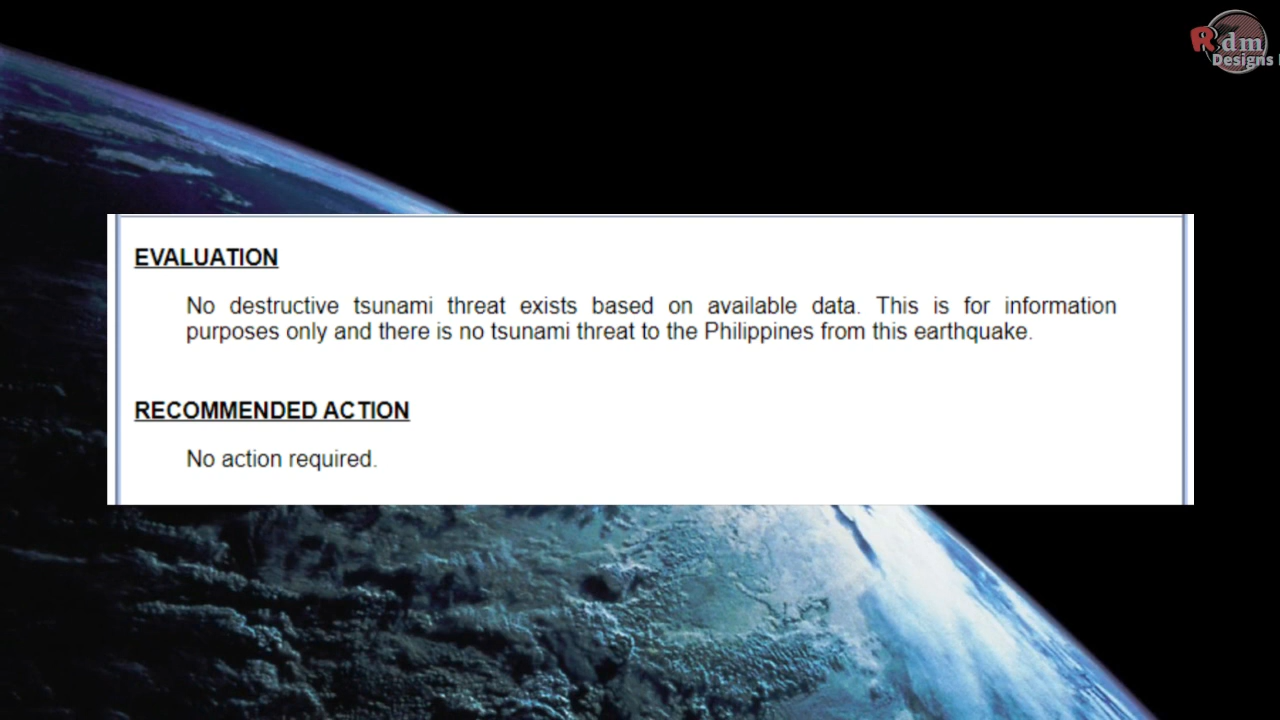 Rdm
Designs
EVALUATION
No destructive tsunami threat exists based on available data. This is for information
purposes only and there is no tsunami threat to the Philippines from this earthquake.
RECOMMENDED ACTION
No action required.